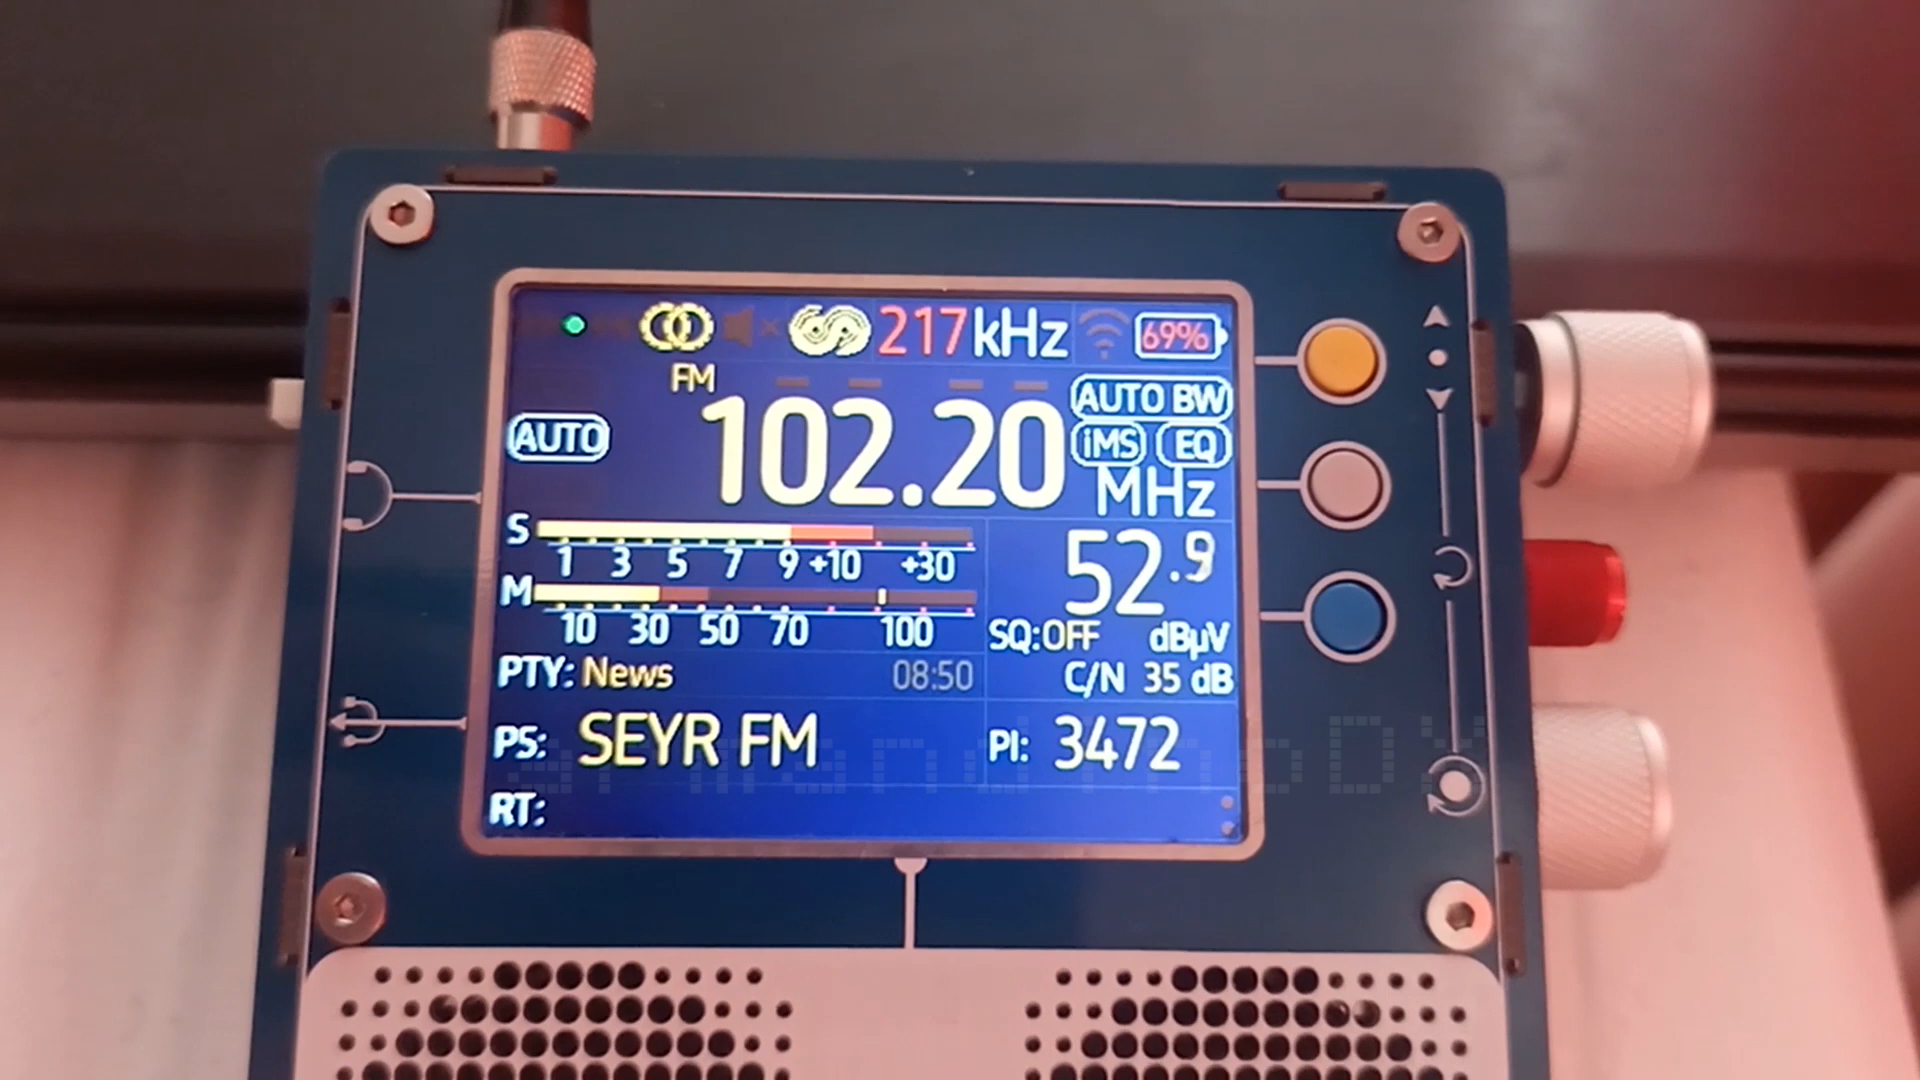 217kHz 69%
FM
AUTO 102.20 AUTO BW
iMS EQ
MHz
S
1 3 5 7 9 +10 +30
52.9
M
10 30 50 70 100
SQ:OFF dBµV
PTY: News 08:50 C/N 35 dB
PS: SEYR FM PI: 3472
RT: